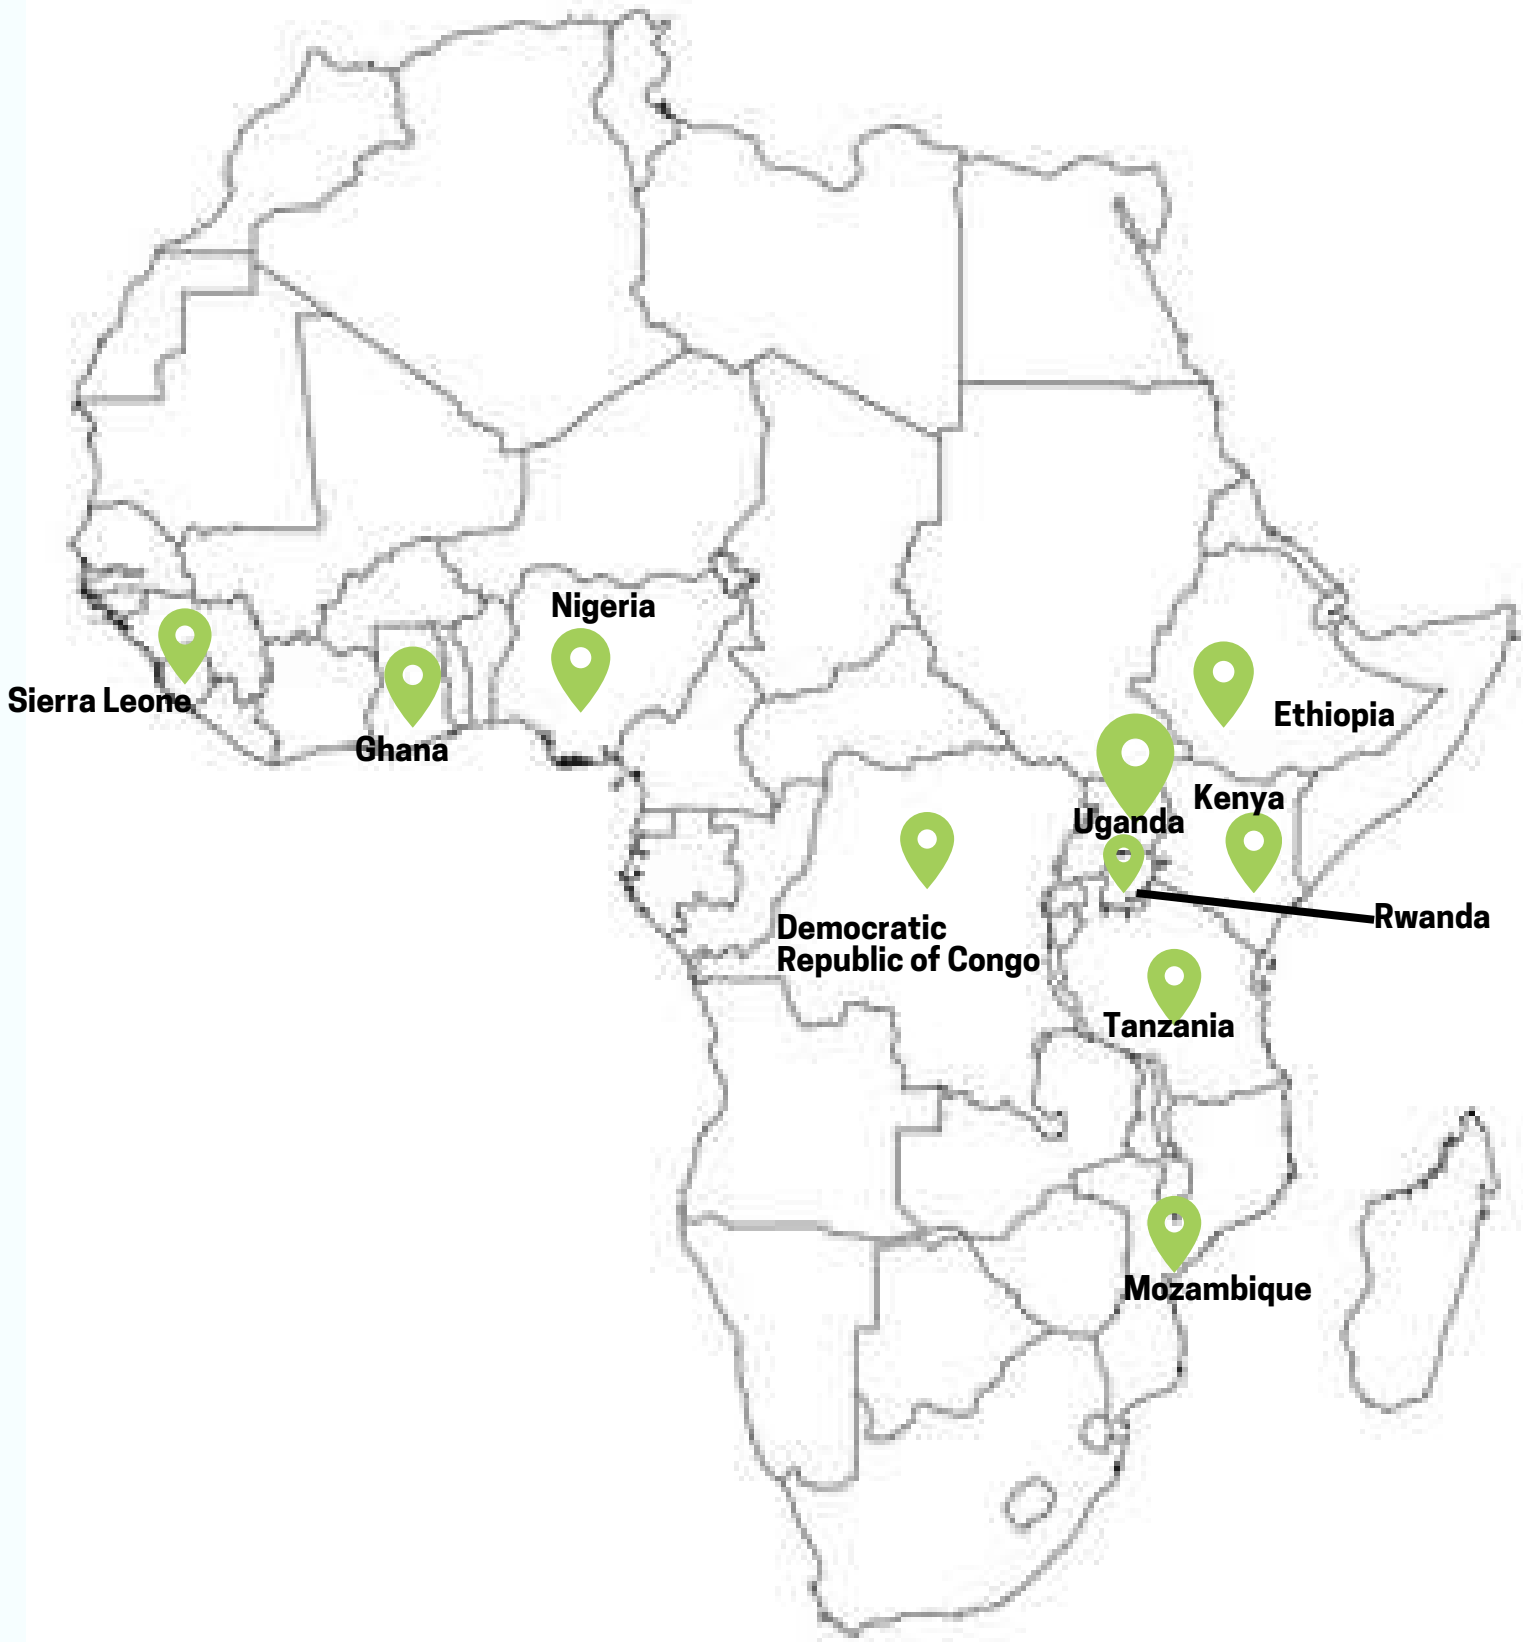 Nigeria
Sierra Leone
Ghana
Ethiopia
Kenya
Uganda
Democratic
Republic of Congo
Rwanda
Tanzania
Mozambique